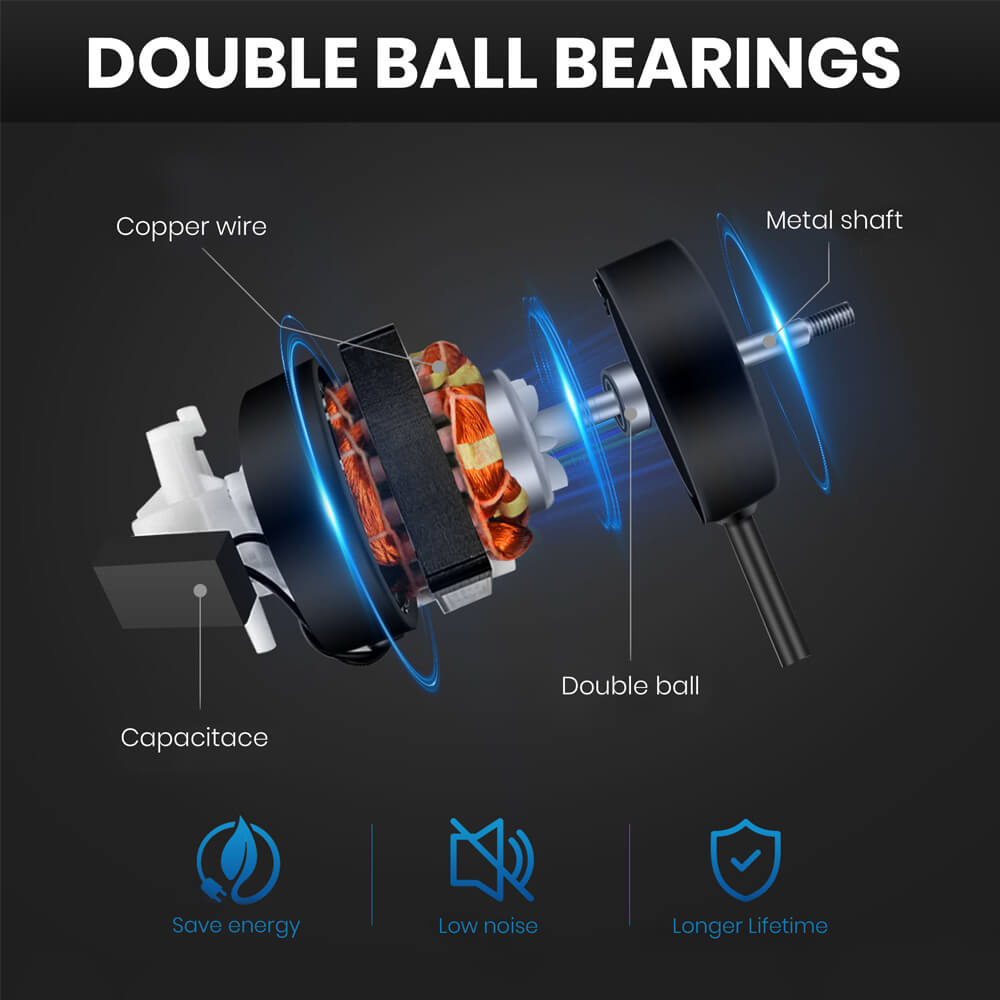 DOUBLE BALL BEARINGS
Copper wire
Metal shaft
Double ball
Capacitace
Save energy
Low noise
Longer Lifetime